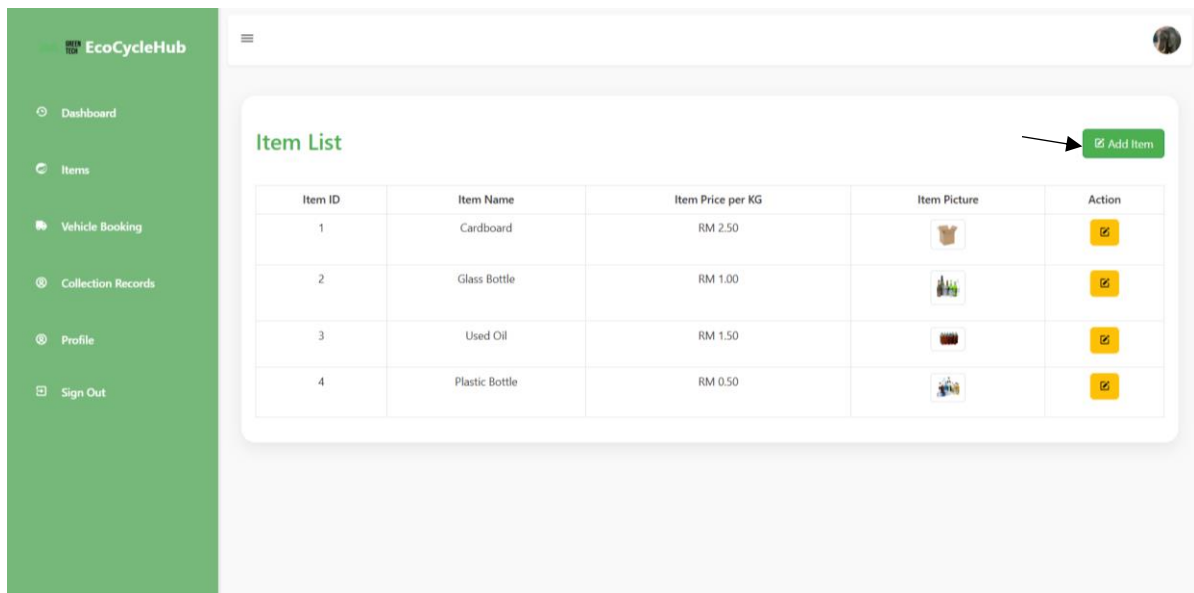 GREEN
TECH
EcoCycleHub
Dashboard
Items
Vehicle Booking
Collection Records
Profile
Sign Out
Item List
Add Item
Item ID Item Name Item Price per KG Item Picture Action
1 Cardboard RM 2.50
2 Glass Bottle RM 1.00
3 Used Oil RM 1.50
4 Plastic Bottle RM 0.50